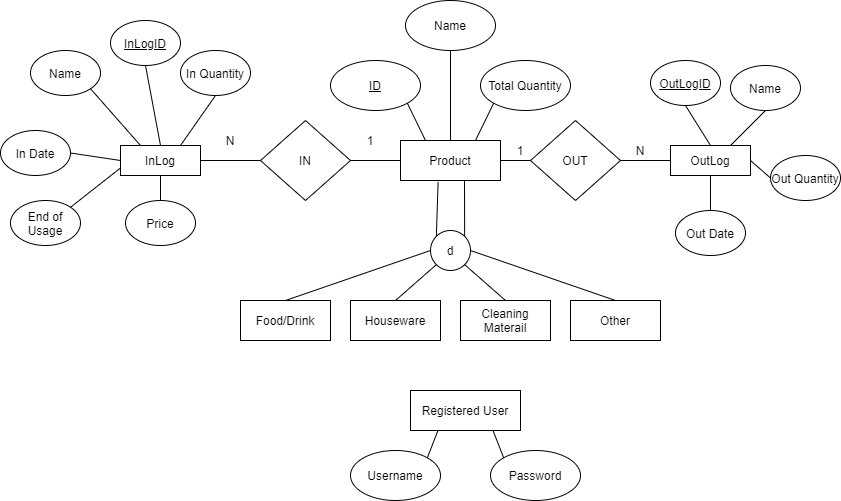 Name
InLogID
ID
Name
In Quantity
Total Quantity
OutLogID
Name
In Date
N
1
1
N
InLog
IN
Product
OUT
OutLog
Out Quantity
End of
Usage
Price
Out Date
d
Food/Drink
Houseware
Cleaning
Materail
Other
Registered User
Username
Password